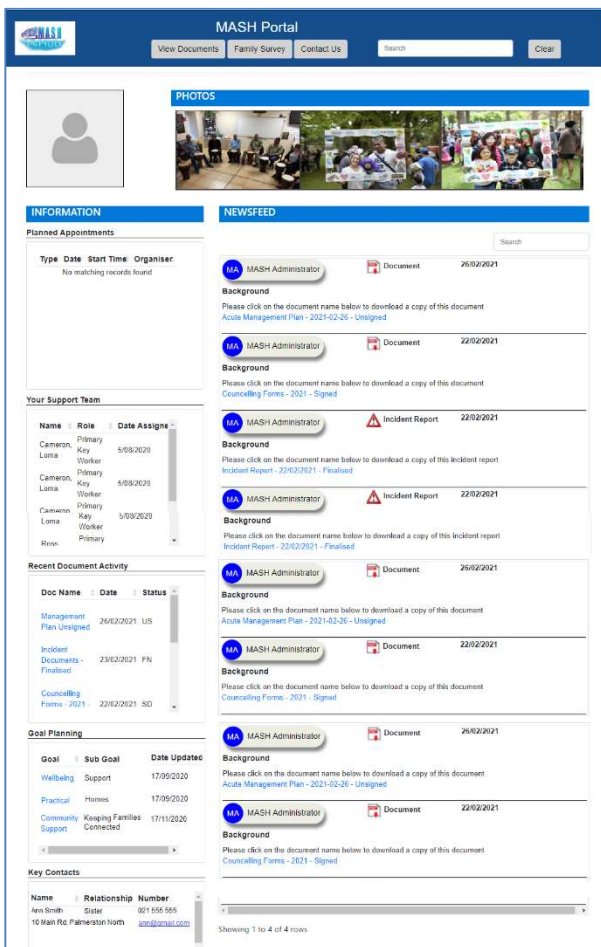 MASH
MASH Portal
View Documents Family Survey Contact Us Search Clear
PHOTOS
INFORMATION
Planned Appointments
Type Date Start Time Organiser
No matching records found
Your Support Team
Name Role Date Assigne
Cameron, Loma Primary Key Worker 5/08/2020
Cameron, Loma Primary Key Worker 5/08/2020
Cameron Loma Primary Key Worker 5/08/2020
Ross Primary
Recent Document Activity
Doc Name Date Status
Management Plan Unsigned 26/02/2021 US
Incident Documents - Finalised 23/02/2021 FN
Councelling Forms - 2021 - 22/02/2021 SD
Goal Planning
Goal Sub Goal Date Updated
Wellbeing Support 17/09/2020
Practical Homes 17/09/2020
Community Support Keeping Families Connected 17/11/2020
Key Contacts
Name Relationship Number
Ann Smith Sister 021 555 555
10 Main Rd, Palmerston North ann@gmail.com
NEWSFEED
Search
MA MASH Administrator Document 26/02/2021
Background
Please click on the document name below to download a copy of this document
Acute Management Plan - 2021-02-26 - Unsigned
MA MASH Administrator Document 22/02/2021
Background
Please click on the document name below to download a copy of this document
Councelling Forms - 2021 - Signed
MA MASH Administrator Incident Report 22/02/2021
Background
Please click on the document name below to download a copy of this incident report
Incident Report - 22/02/2021 - Finalised
MA MASH Administrator Incident Report 22/02/2021
Background
Please click on the document name below to download a copy of this incident report
Incident Report - 22/02/2021 - Finalised
MA MASH Administrator Document 26/02/2021
Background
Please click on the document name below to download a copy of this document
Acute Management Plan - 2021-02-26 - Unsigned
MA MASH Administrator Document 22/02/2021
Background
Please click on the document name below to download a copy of this document
Councelling Forms - 2021 - Signed
MA MASH Administrator Document 26/02/2021
Background
Please click on the document name below to download a copy of this document
Acute Management Plan - 2021-02-26 - Unsigned
MA MASH Administrator Document 22/02/2021
Background
Please click on the document name below to download a copy of this document
Councelling Forms - 2021 - Signed
Showing 1 to 4 of 4 rows